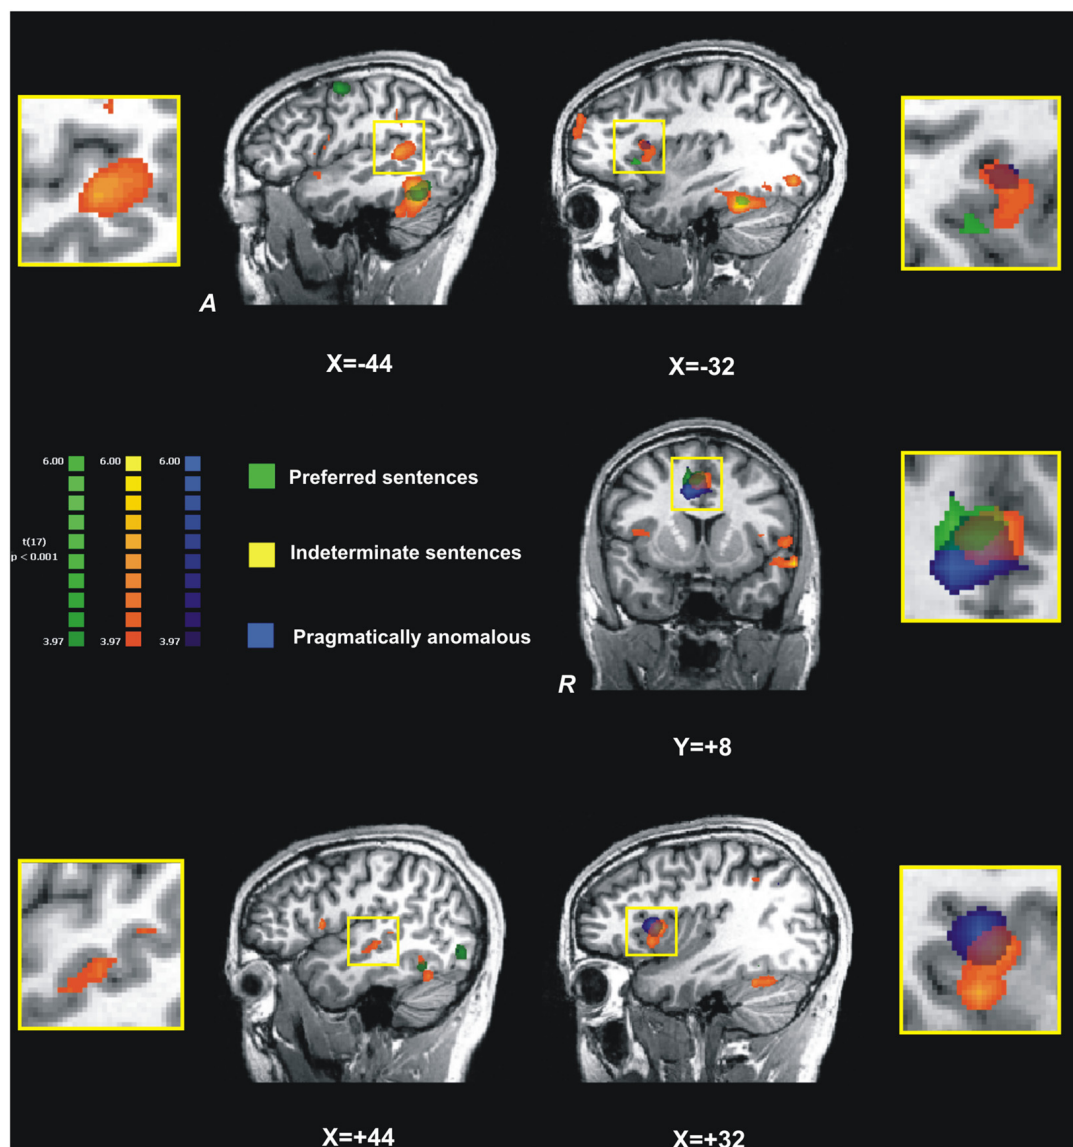 A
X=-44
X=-32
6.00 6.00 6.00
Preferred sentences
t(17)
p < 0.001
Indeterminate sentences
Pragmatically anomalous
3.97 3.97 3.97
R
Y=+8
X=+44
X=+32